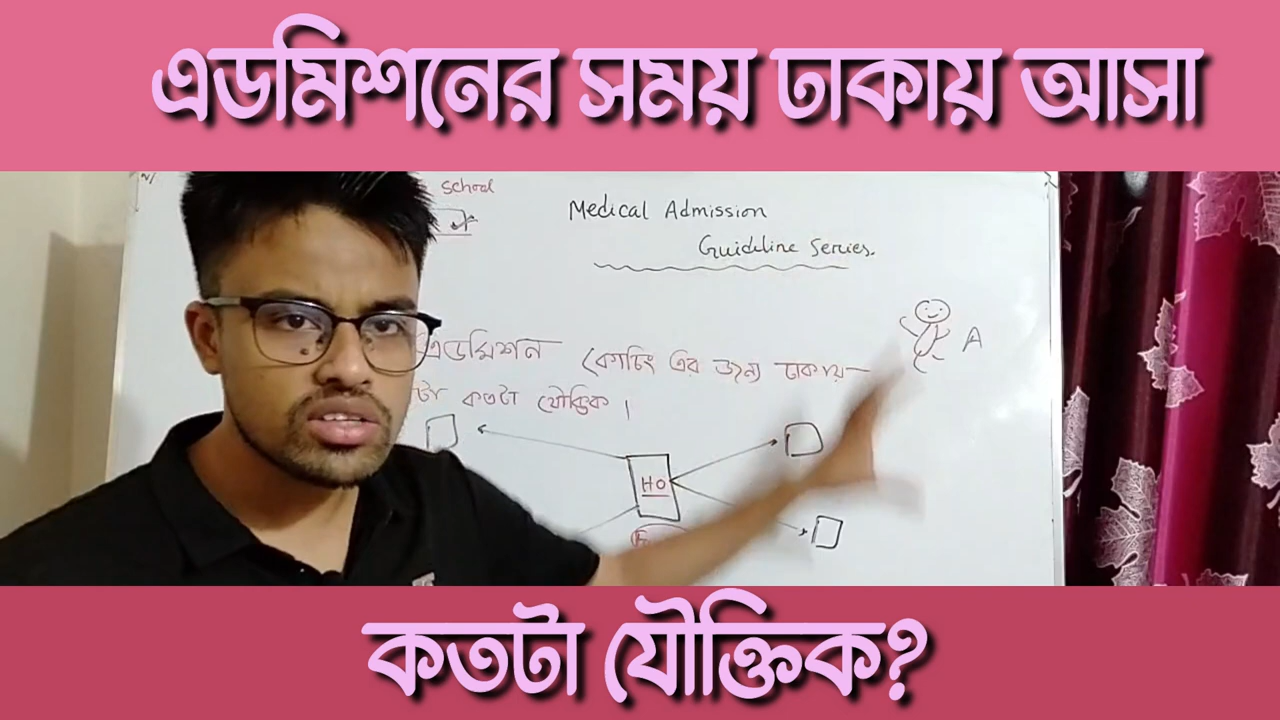 এডমিশনের সময় ঢাকায় আসা
School
Medical Admission
Guideline Series.
এডমিশন কোচিং এর জন্য ঢাকায়
কতটা যৌক্তিক।
A
HO
কতটা যৌক্তিক?